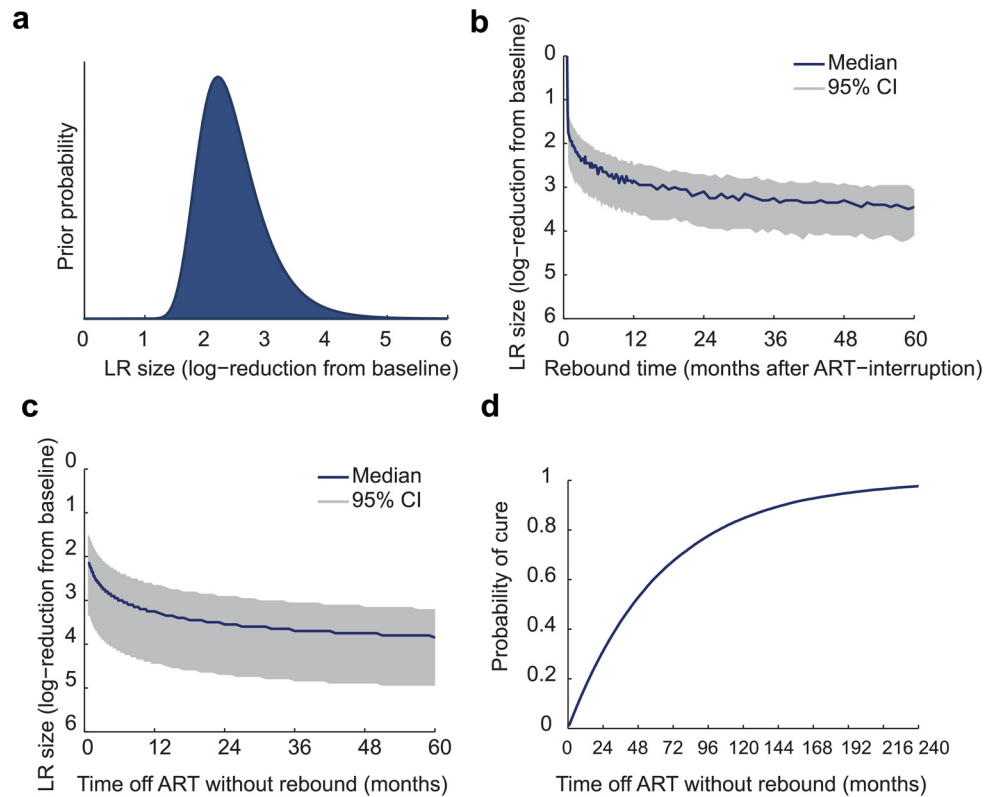 a
Prior probability
0 1 2 3 4 5 6
LR size (log−reduction from baseline)
b
LR size (log−reduction from baseline)
0
1
2
3
4
5
6
Median
95% CI
0 12 24 36 48 60
Rebound time (months after ART−interruption)
c
LR size (log−reduction from baseline)
0
1
2
3
4
5
6
Median
95% CI
0 12 24 36 48 60
Time off ART without rebound (months)
d
Probability of cure
1
0.8
0.6
0.4
0.2
0
0 24 48 72 96 120 144 168 192 216 240
Time off ART without rebound (months)